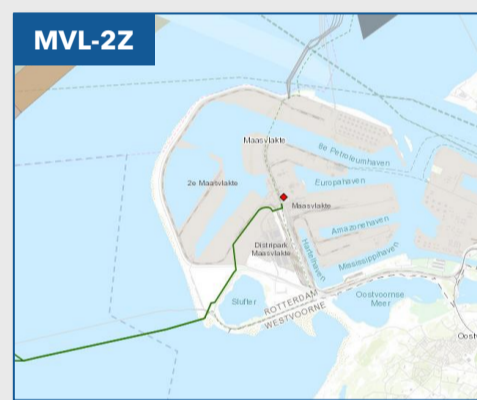 MVL-2Z
Maasvlakte
8e Petroleumhaven
2e Maasvlakte
Europahaven
Maasvlakte
Amazonehaven
Distripark
Maasvlakte
Hartelhaven
Mississippihaven
Slufter
ROTTERDAM
WESTVOORNE
Oostvoornse
Meer
Oosh